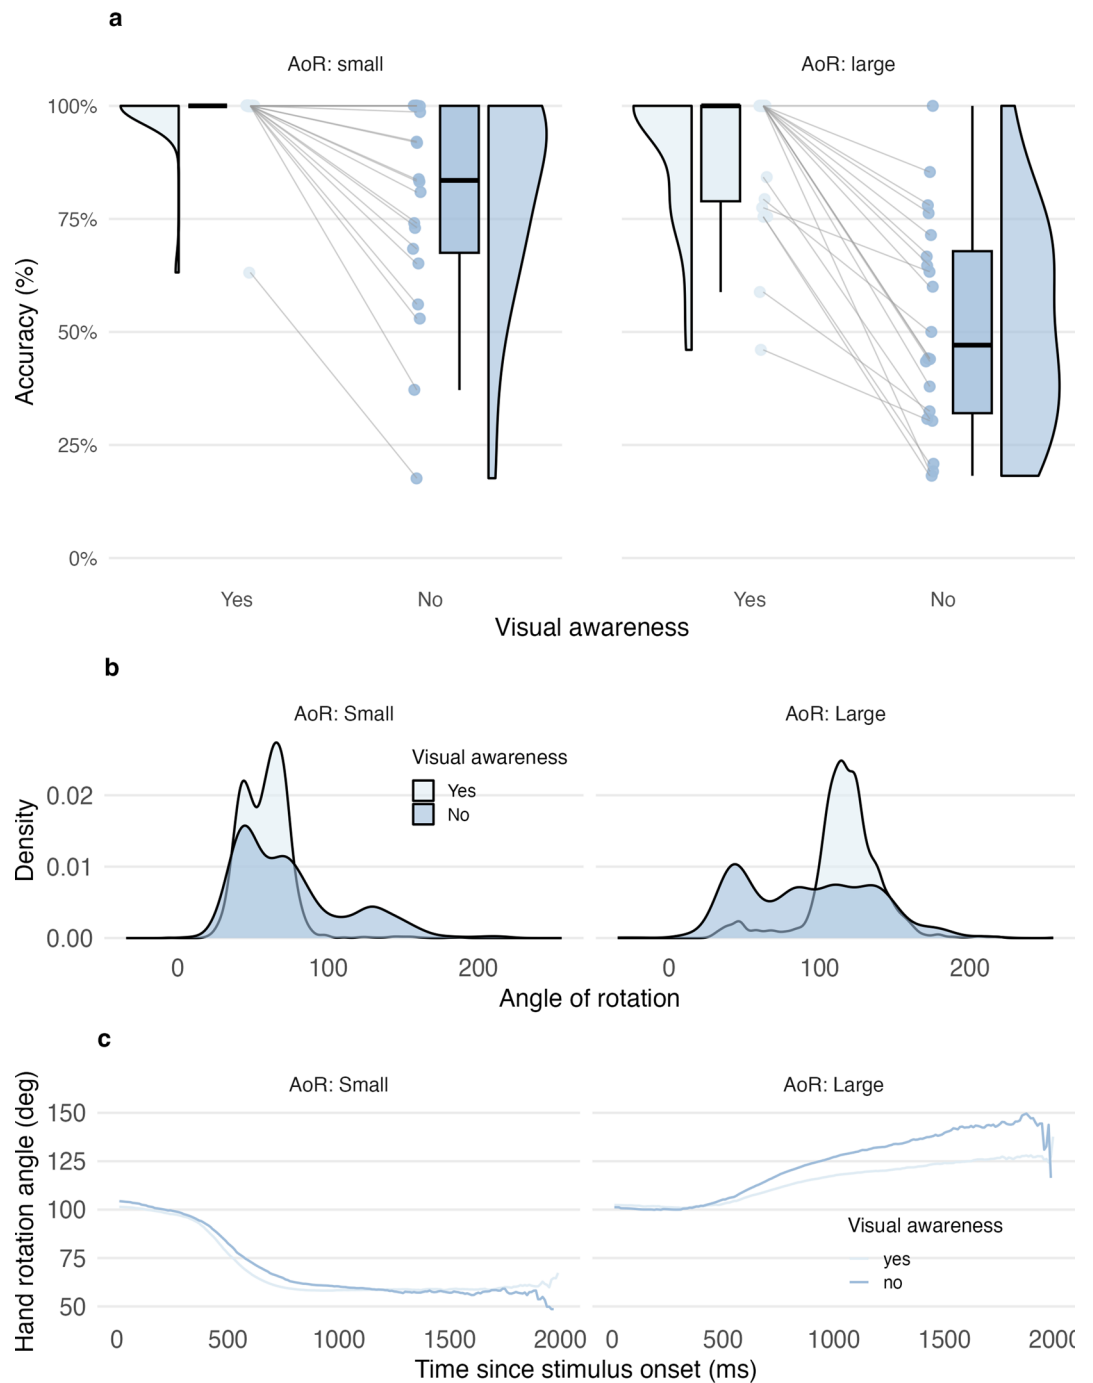 a
AoR: small
AoR: large
100%
75%
50%
25%
0%
Accuracy (%)
Yes
No
Yes
No
Visual awareness
b
AoR: Small
AoR: Large
Visual awareness
Yes
No
0.02
0.01
0.00
Density
0
100
200
0
100
200
Angle of rotation
c
AoR: Small
AoR: Large
150
125
100
75
50
Hand rotation angle (deg)
Visual awareness
yes
no
0
500
1000
1500
2000
0
500
1000
1500
2000
Time since stimulus onset (ms)